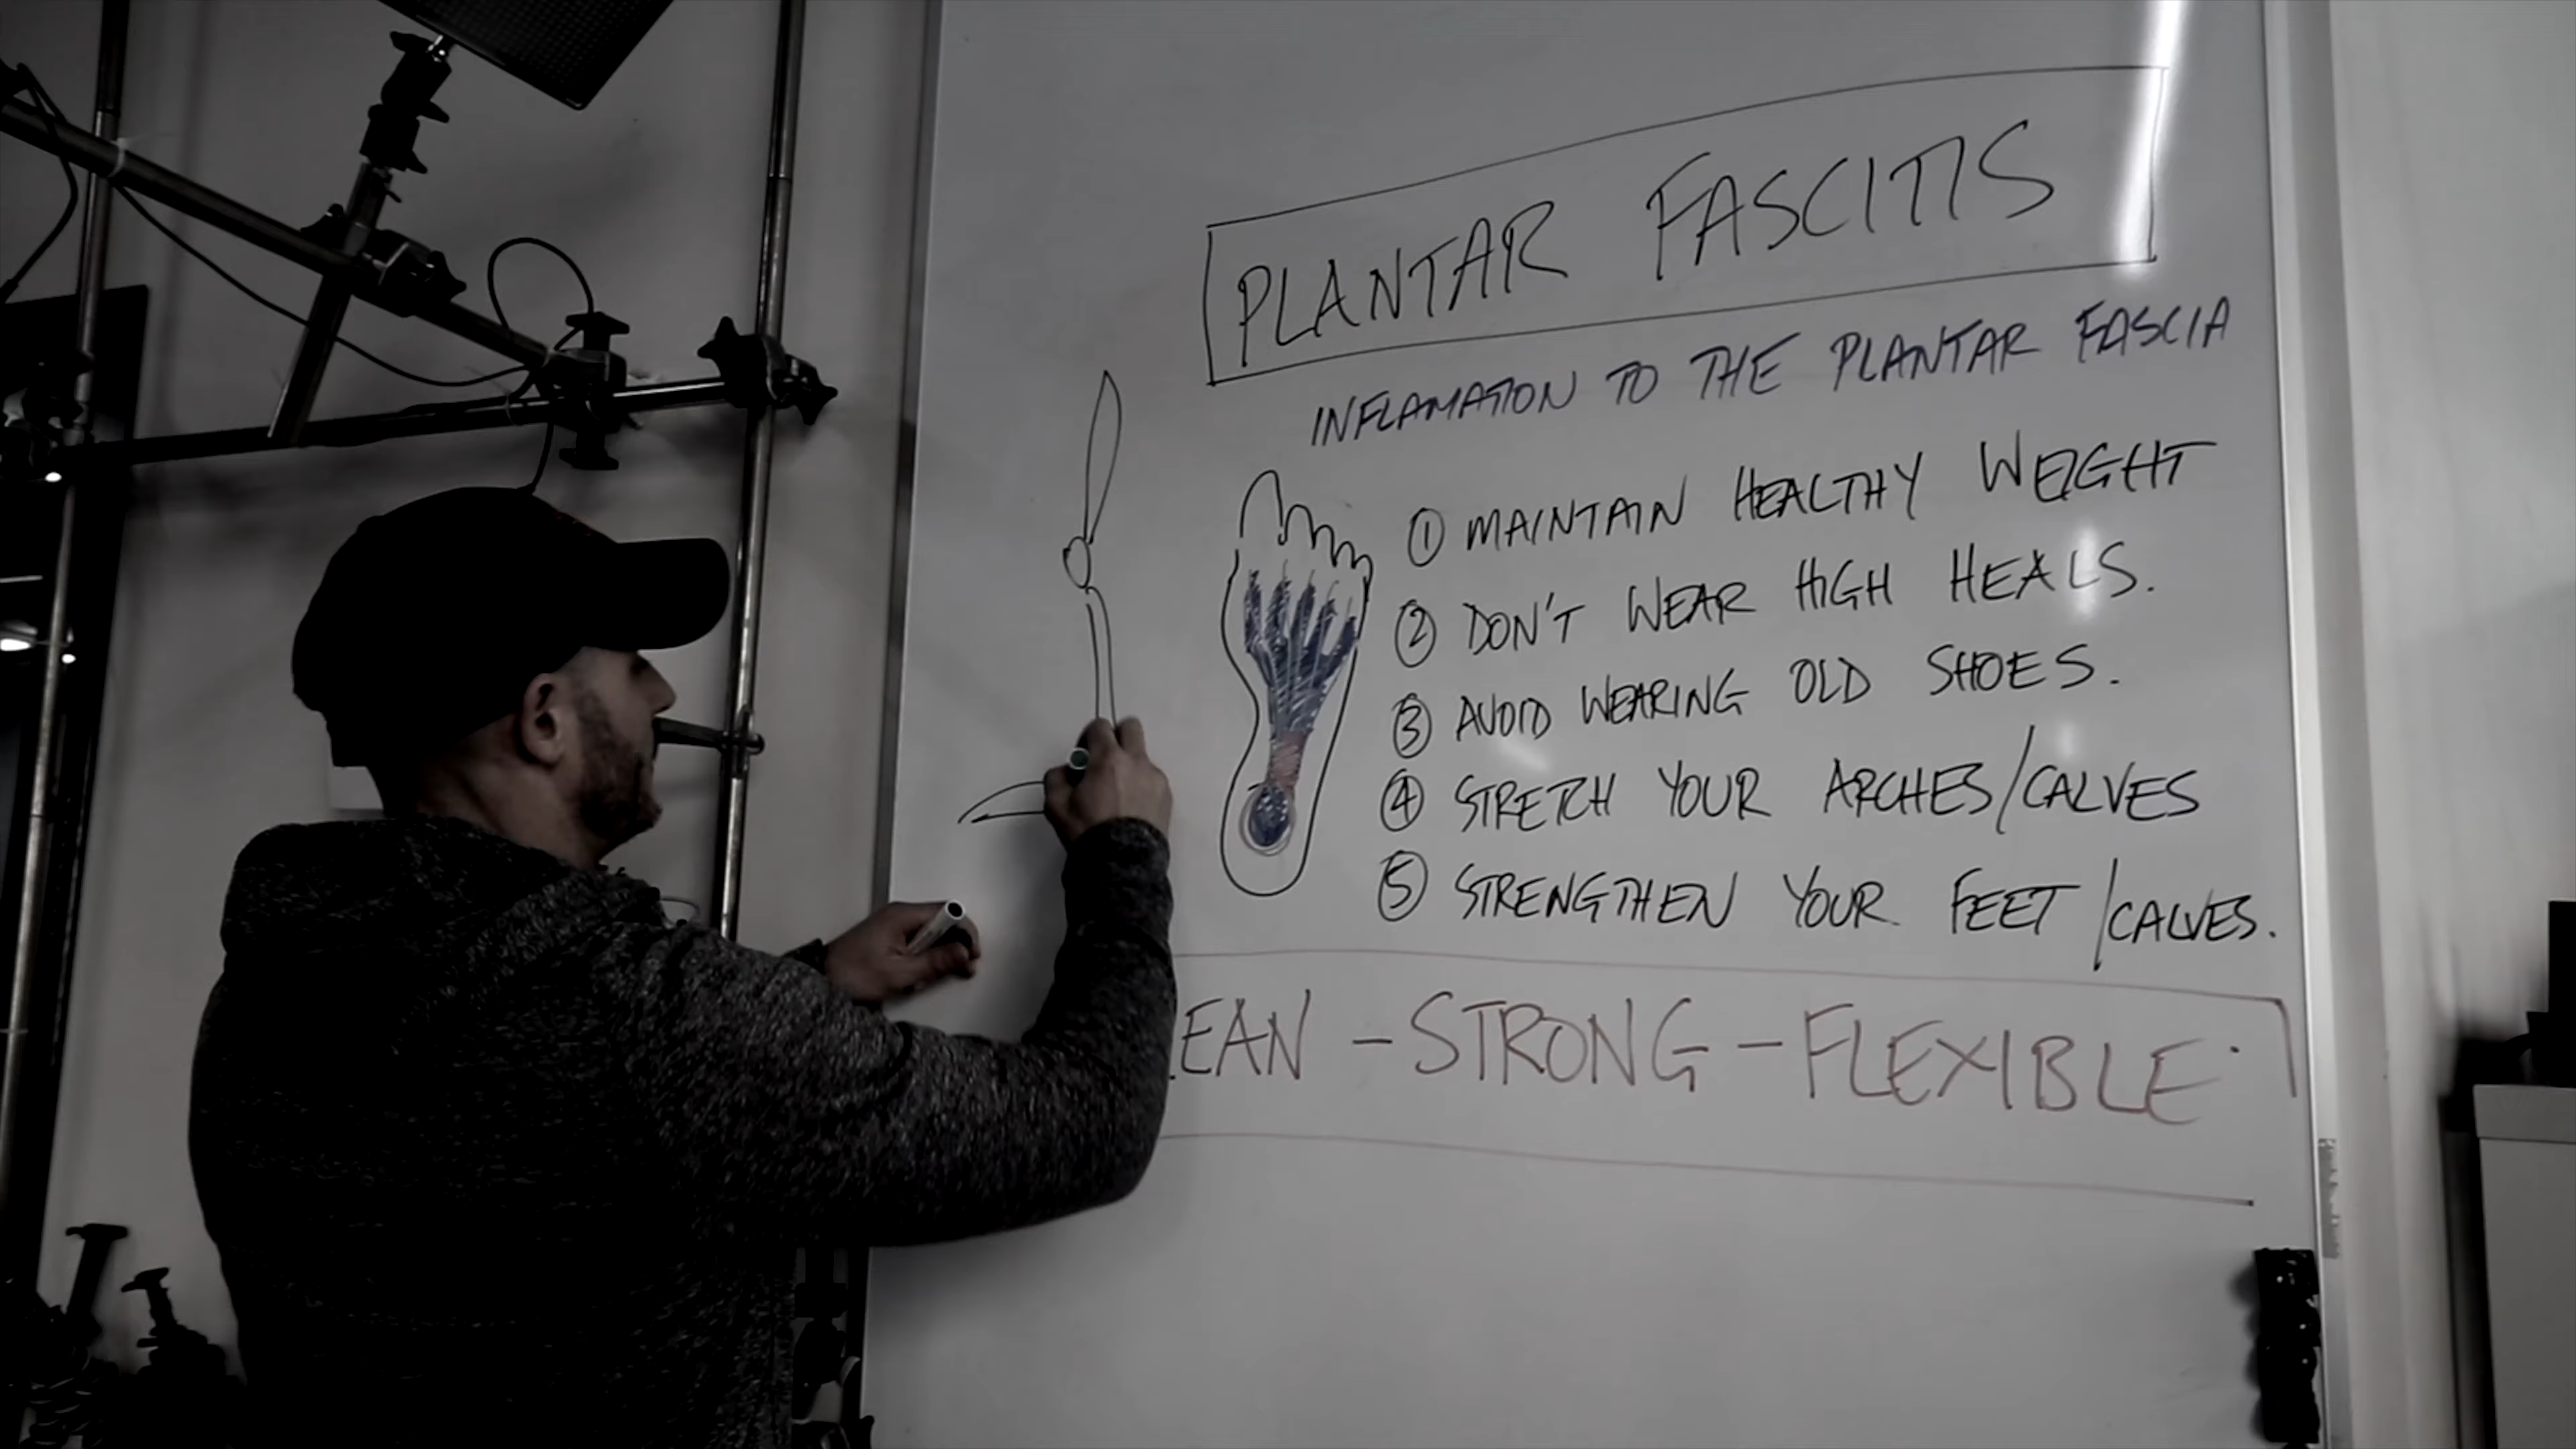 PLANTAR FASCITIS
INFLAMATION TO THE PLANTAR FASCIA
① MAINTAIN HEALTHY WEIGHT
② DON'T WEAR HIGH HEALS.
③ AVOID WEARING OLD SHOES.
④ STRETCH YOUR ARCHES/CALVES
⑤ STRENGTHEN YOUR FEET/CALVES.
LEAN - STRONG - FLEXIBLE.